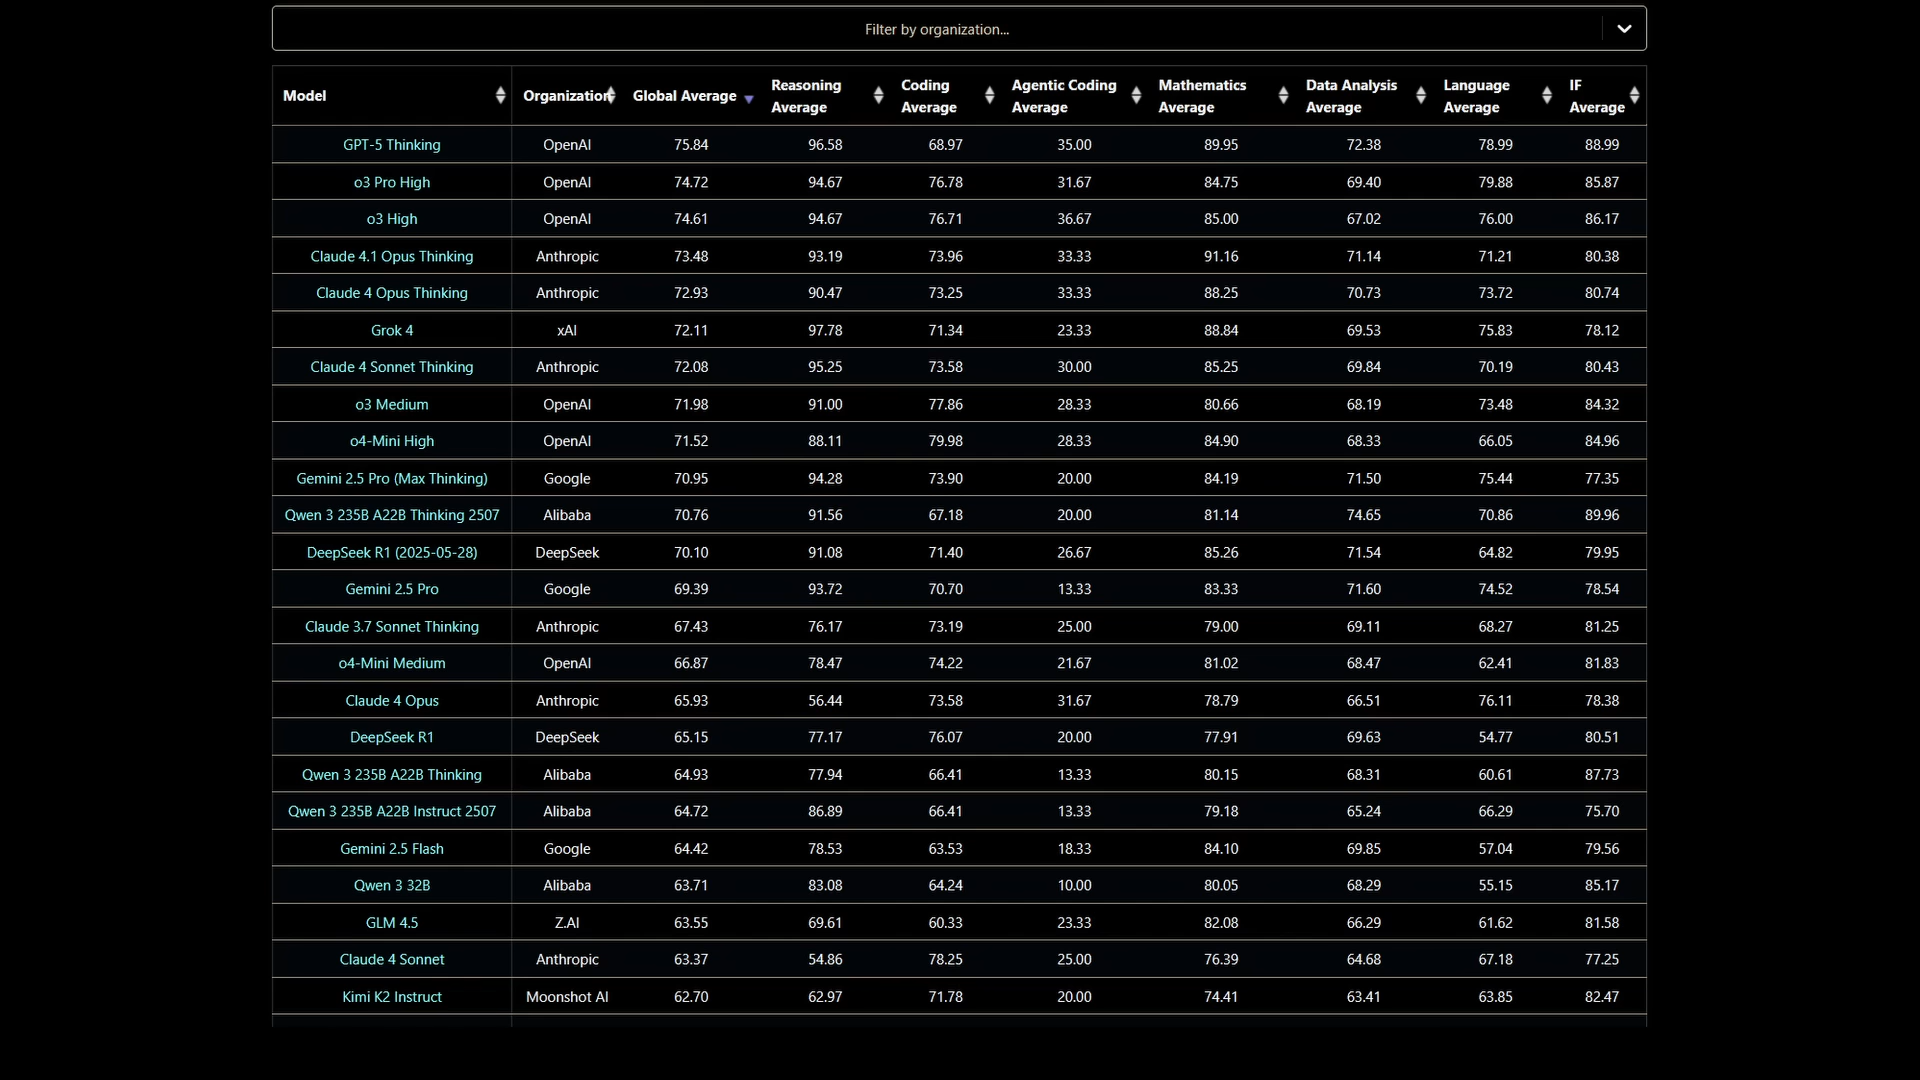 Filter by organization...
Model Organization Global Average Reasoning Average Coding Average Agentic Coding Average Mathematics Average Data Analysis Average Language Average IF Average
GPT-5 Thinking OpenAI 75.84 96.58 68.97 35.00 89.95 72.38 78.99 88.99
o3 Pro High OpenAI 74.72 94.67 76.78 31.67 84.75 69.40 79.88 85.87
o3 High OpenAI 74.61 94.67 76.71 36.67 85.00 67.02 76.00 86.17
Claude 4.1 Opus Thinking Anthropic 73.48 93.19 73.96 33.33 91.16 71.14 71.21 80.38
Claude 4 Opus Thinking Anthropic 72.93 90.47 73.25 33.33 88.25 70.73 73.72 80.74
Grok 4 xAI 72.11 97.78 71.34 23.33 88.84 69.53 75.83 78.12
Claude 4 Sonnet Thinking Anthropic 72.08 95.25 73.58 30.00 85.25 69.84 70.19 80.43
o3 Medium OpenAI 71.98 91.00 77.86 28.33 80.66 68.19 73.48 84.32
o4-Mini High OpenAI 71.52 88.11 79.98 28.33 84.90 68.33 66.05 84.96
Gemini 2.5 Pro (Max Thinking) Google 70.95 94.28 73.90 20.00 84.19 71.50 75.44 77.35
Qwen 3 235B A22B Thinking 2507 Alibaba 70.76 91.56 67.18 20.00 81.14 74.65 70.86 89.96
DeepSeek R1 (2025-05-28) DeepSeek 70.10 91.08 71.40 26.67 85.26 71.54 64.82 79.95
Gemini 2.5 Pro Google 69.39 93.72 70.70 13.33 83.33 71.60 74.52 78.54
Claude 3.7 Sonnet Thinking Anthropic 67.43 76.17 73.19 25.00 79.00 69.11 68.27 81.25
o4-Mini Medium OpenAI 66.87 78.47 74.22 21.67 81.02 68.47 62.41 81.83
Claude 4 Opus Anthropic 65.93 56.44 73.58 31.67 78.79 66.51 76.11 78.38
DeepSeek R1 DeepSeek 65.15 77.17 76.07 20.00 77.91 69.63 54.77 80.51
Qwen 3 235B A22B Thinking Alibaba 64.93 77.94 66.41 13.33 80.15 68.31 60.61 87.73
Qwen 3 235B A22B Instruct 2507 Alibaba 64.72 86.89 66.41 13.33 79.18 65.24 66.29 75.70
Gemini 2.5 Flash Google 64.42 78.53 63.53 18.33 84.10 69.85 57.04 79.56
Qwen 3 32B Alibaba 63.71 83.08 64.24 10.00 80.05 68.29 55.15 85.17
GLM 4.5 Z.AI 63.55 69.61 60.33 23.33 82.08 66.29 61.62 81.58
Claude 4 Sonnet Anthropic 63.37 54.86 78.25 25.00 76.39 64.68 67.18 77.25
Kimi K2 Instruct Moonshot AI 62.70 62.97 71.78 20.00 74.41 63.41 63.85 82.47